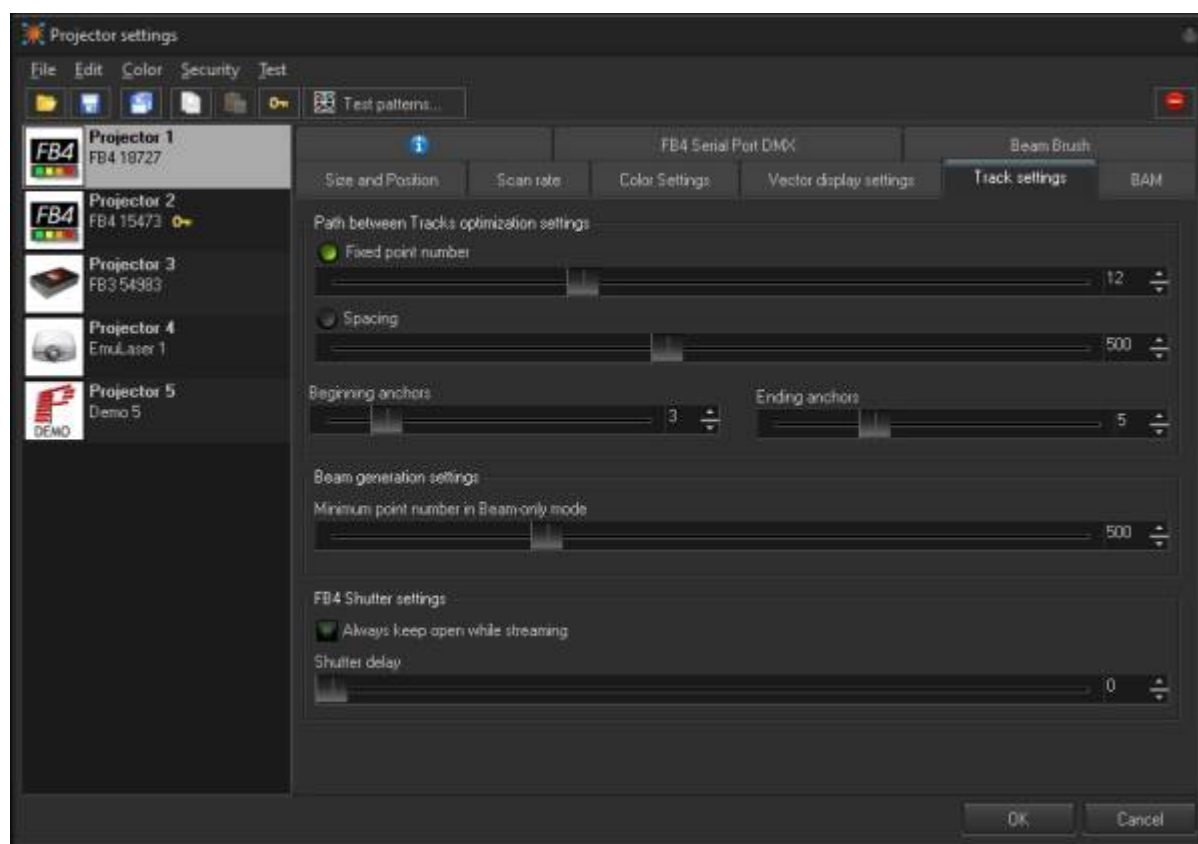 Projector settings
File Edit Color Security Test
Test patterns...
FB4 Projector 1
FB4 18727
FB4 Projector 2
FB4 15473
Projector 3
FB3 54983
Projector 4
EmuLaser 1
Projector 5
Demo 5
DEMO
FB4 Serial Port DMX Beam Brush
Size and Position Scan rate Color Settings Vector display settings Track settings BAM
Path between Tracks optimization settings
Fixed point number
12
Spacing
500
Beginning anchors Ending anchors
3 5
Beam generation settings
Minimum point number in Beam-only mode
500
FB4 Shutter settings
Always keep open while streaming
Shutter delay
0
OK Cancel